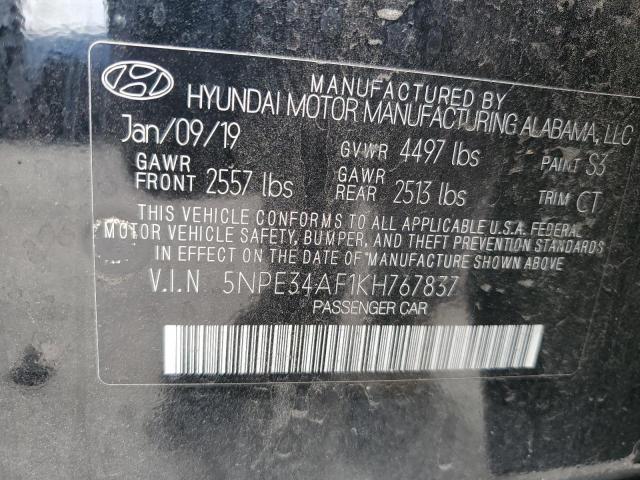 MANUFACTURED BY
HYUNDAI MOTOR MANUFACTURING ALABAMA, LLC
Jan/09/19 GVWR 4497 lbs PAINT S3
GAWR FRONT 2557 lbs GAWR REAR 2513 lbs TRIM CT
THIS VEHICLE CONFORMS TO ALL APPLICABLE U.S.A. FEDERAL
MOTOR VEHICLE SAFETY, BUMPER, AND THEFT PREVENTION STANDARDS
IN EFFECT ON THE DATE OF MANUFACTURE SHOWN ABOVE
V.I.N 5NPE34AF1KH767837
PASSENGER CAR